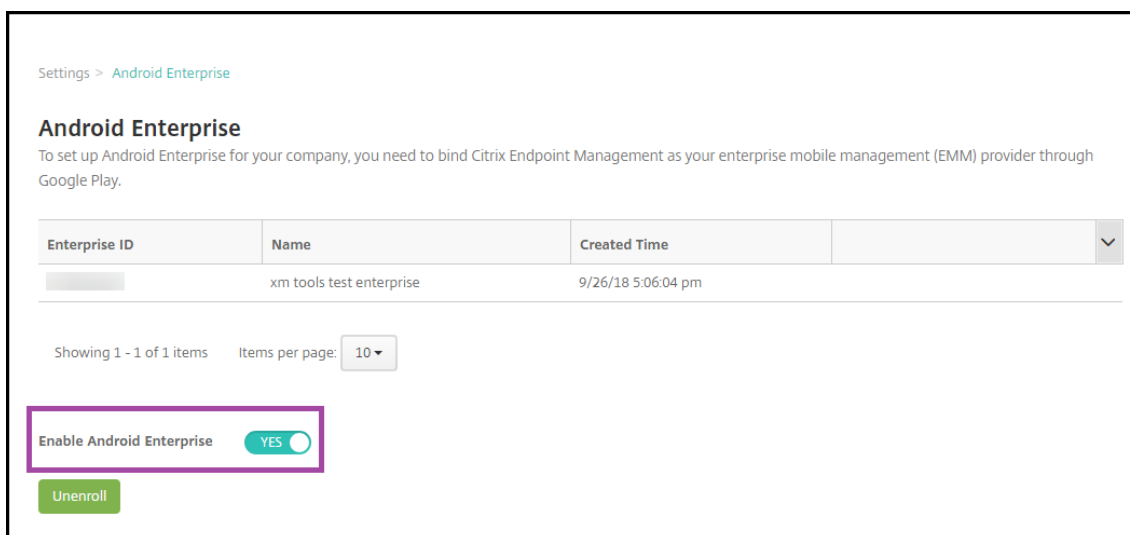 Settings > Android Enterprise
Android Enterprise
To set up Android Enterprise for your company, you need to bind Citrix Endpoint Management as your enterprise mobile management (EMM) provider through
Google Play.
Enterprise ID Name Created Time
xm tools test enterprise 9/26/18 5:06:04 pm
Showing 1 - 1 of 1 items Items per page: 10
Enable Android Enterprise YES
Unenroll